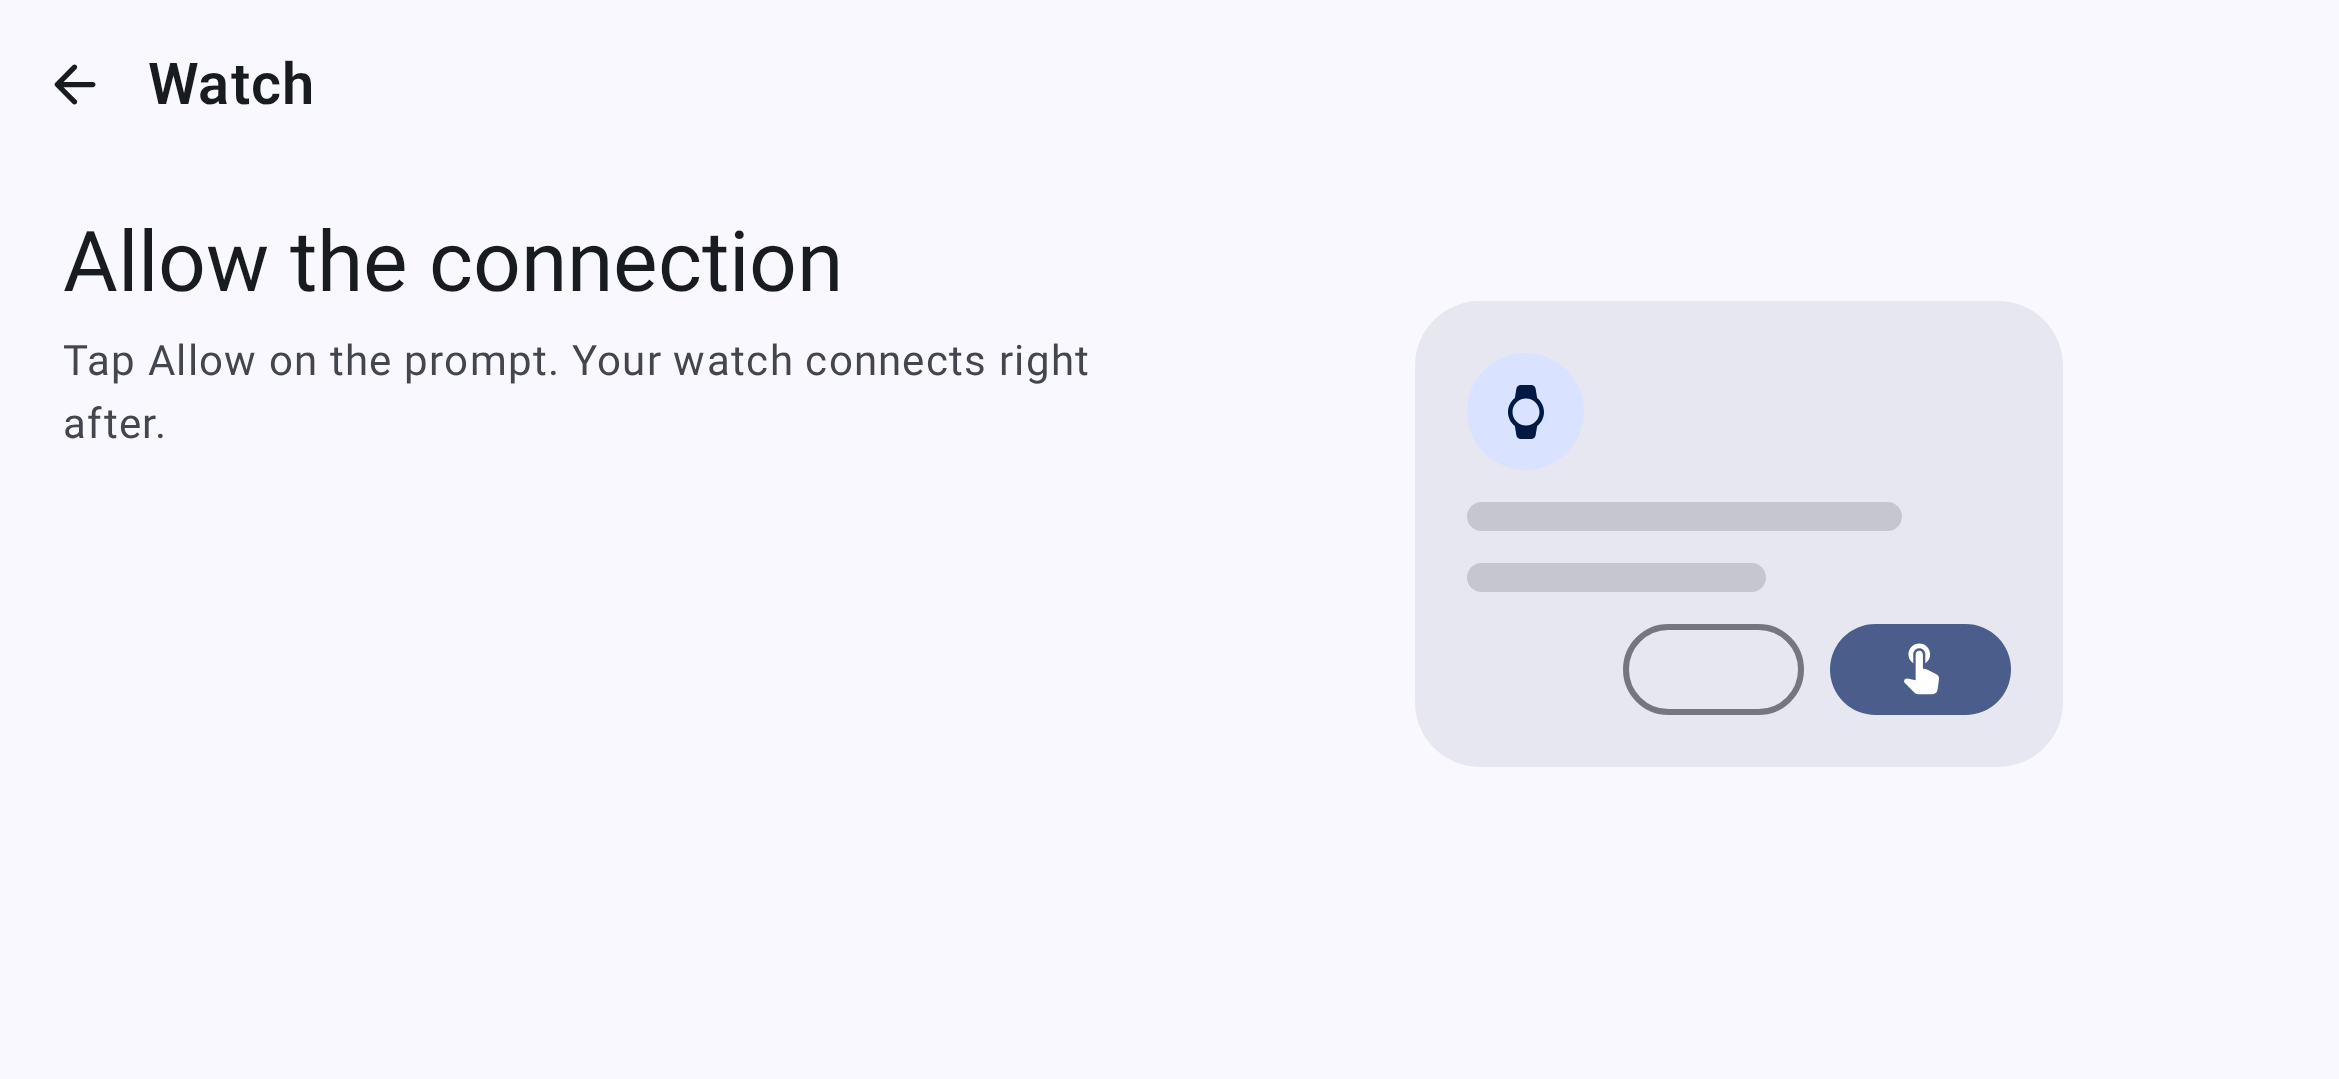 Watch
Allow the connection
Tap Allow on the prompt. Your watch connects right
after.